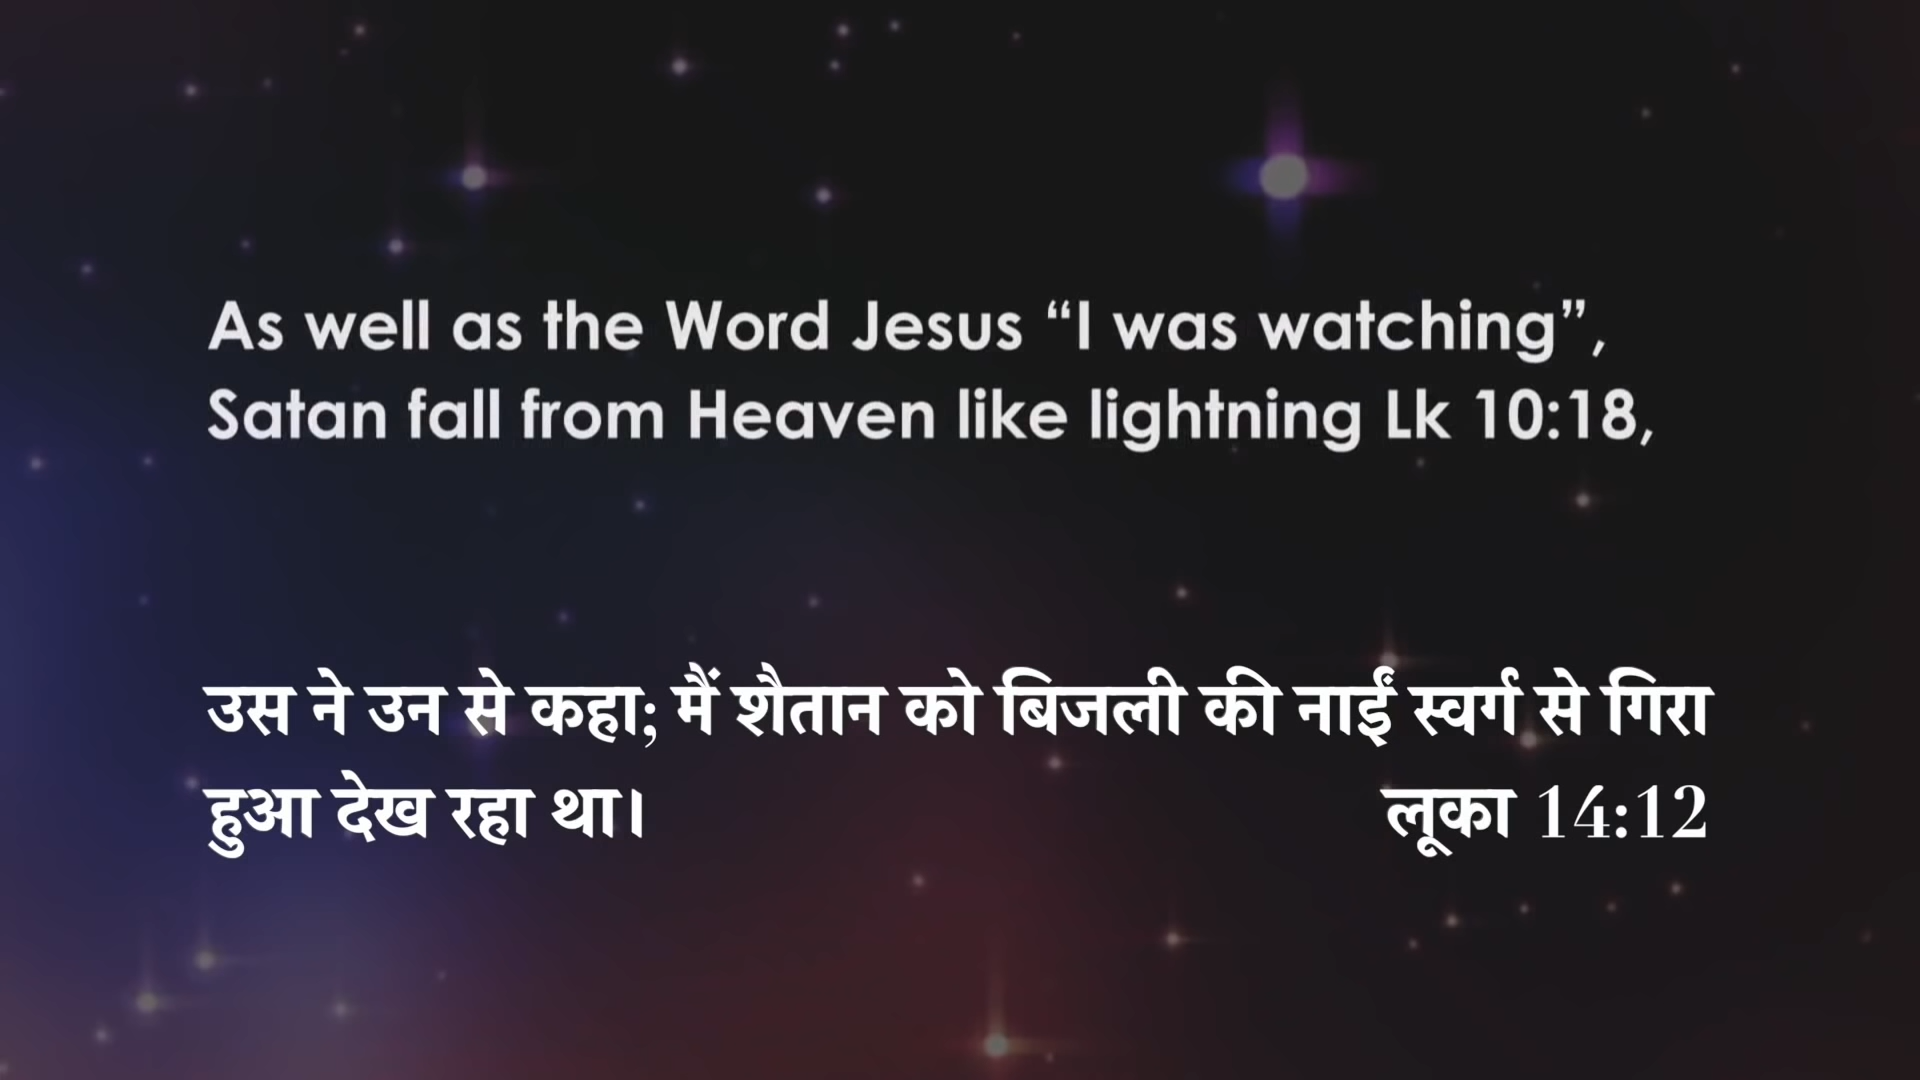 As well as the Word Jesus “I was watching”,
Satan fall from Heaven like lightning Lk 10:18,
उस ने उन से कहा; मैं शैतान को बिजली की नाईं स्वर्ग से गिरा
हुआ देख रहा था। लूका 14:12